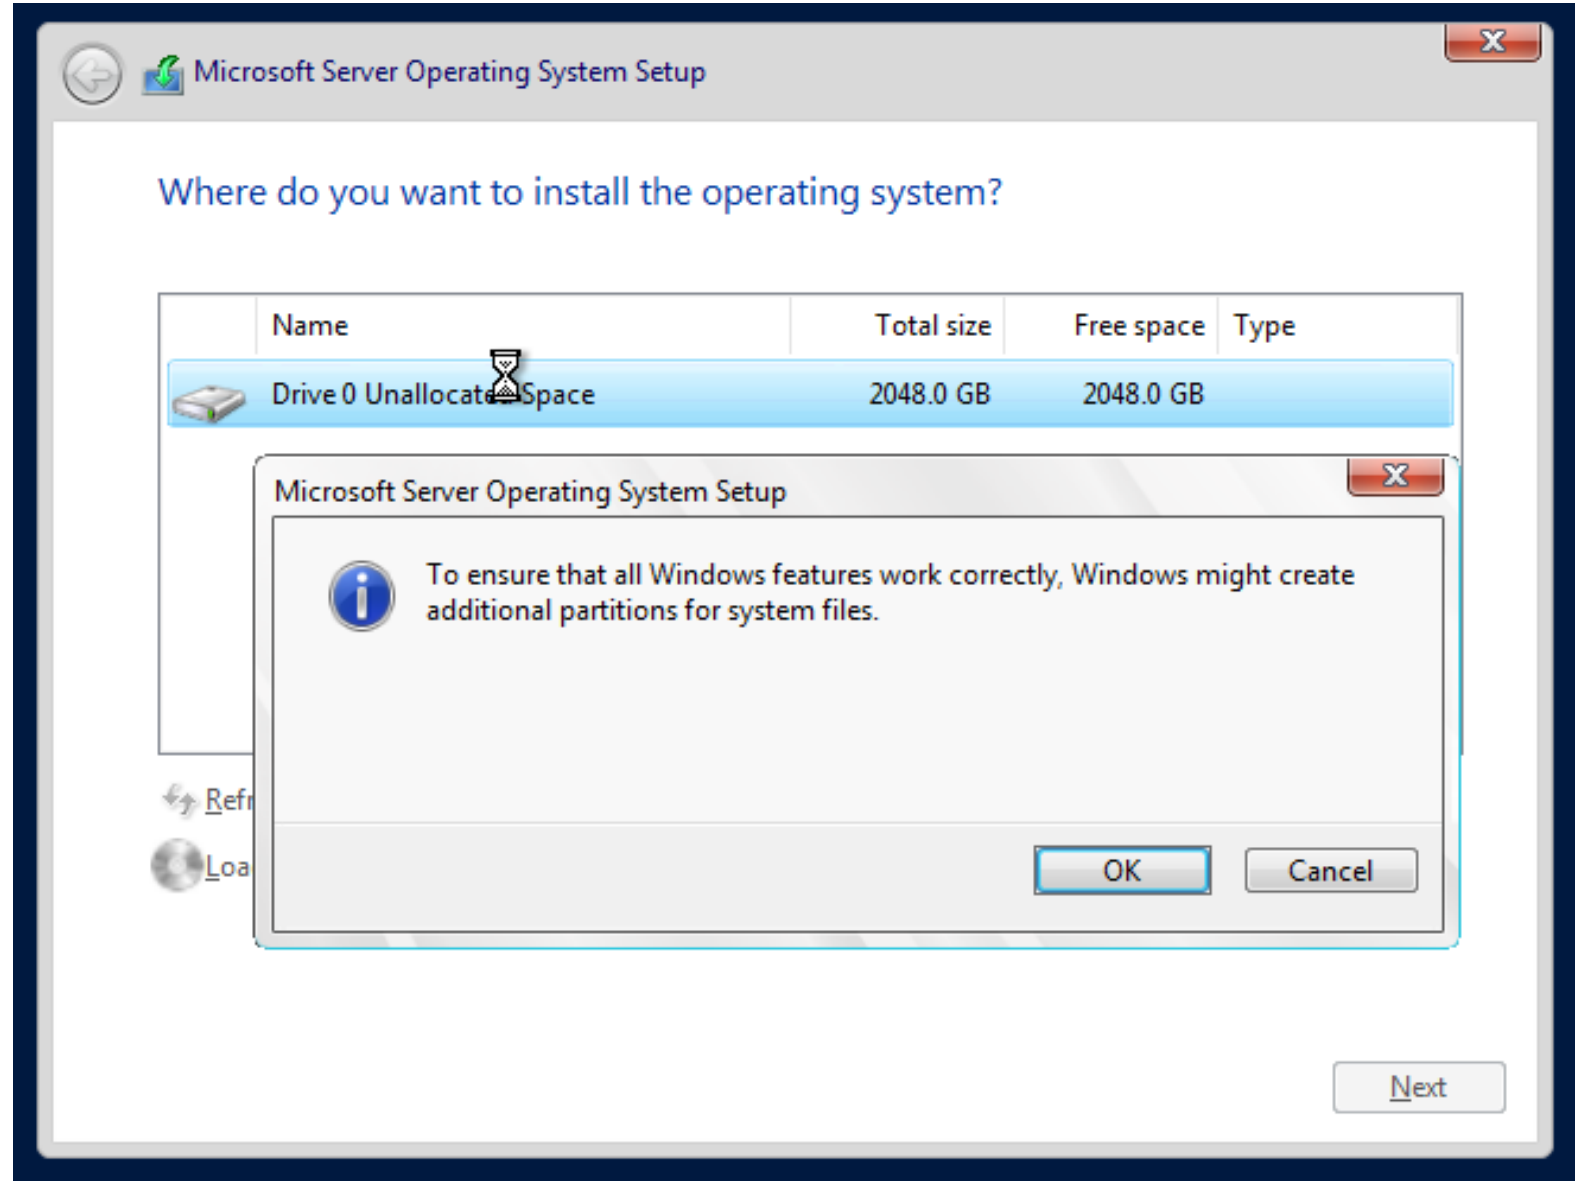 Microsoft Server Operating System Setup
Where do you want to install the operating system?
Name Total size Free space Type
Drive 0 Unallocated Space 2048.0 GB 2048.0 GB
Microsoft Server Operating System Setup
To ensure that all Windows features work correctly, Windows might create
additional partitions for system files.
Refr
Loa
OK Cancel
Next